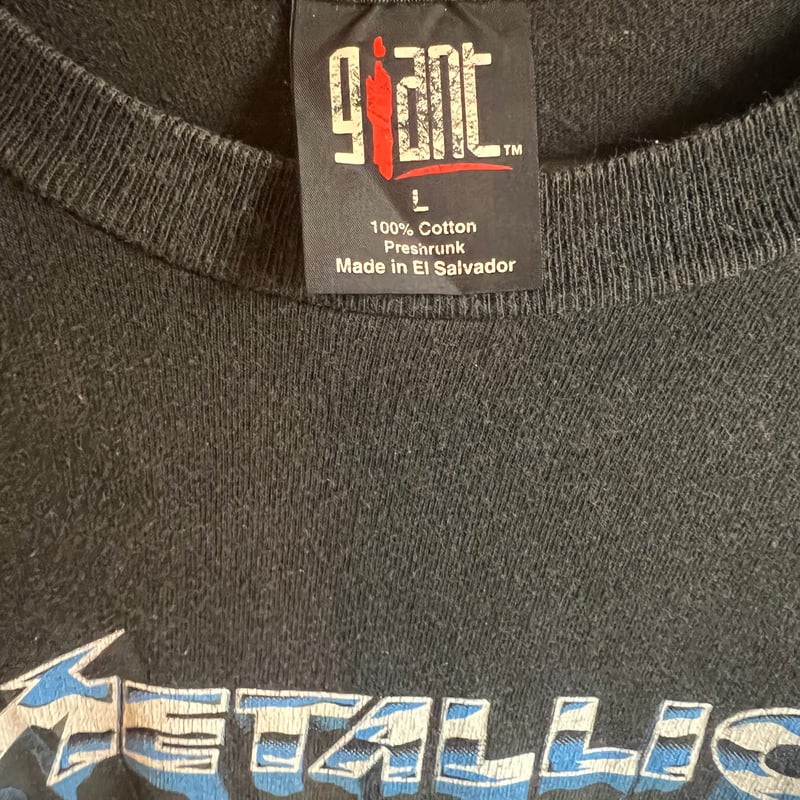 giant™
L
100% Cotton
Preshrunk
Made in El Salvador
METALLIC